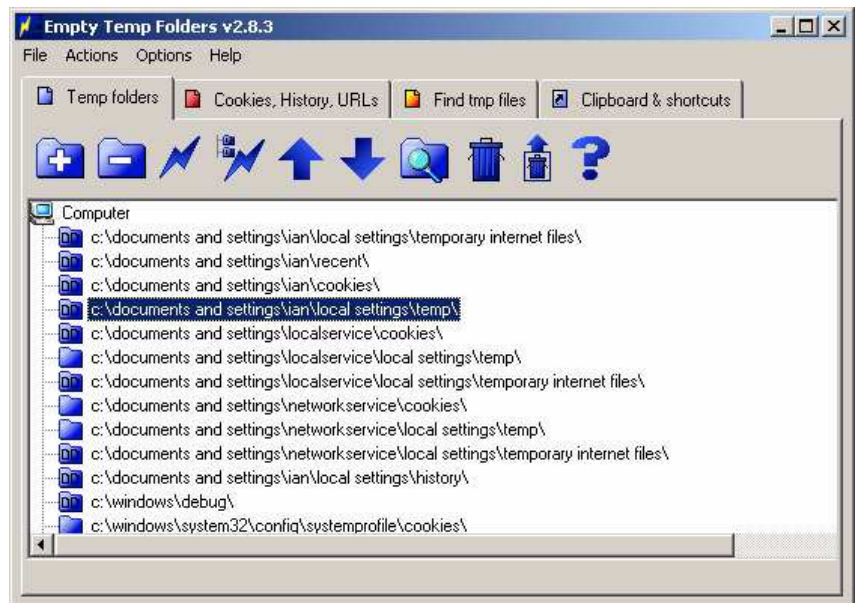 Empty Temp Folders v2.8.3
File Actions Options Help
Temp folders Cookies, History, URLs Find tmp files Clipboard & shortcuts
Computer
c:\documents and settings\ian\local settings\temporary internet files\
c:\documents and settings\ian\recent\
c:\documents and settings\ian\cookies\
c:\documents and settings\ian\local settings\temp\
c:\documents and settings\localservice\cookies\
c:\documents and settings\localservice\local settings\temp\
c:\documents and settings\localservice\local settings\temporary internet files\
c:\documents and settings\networkservice\cookies\
c:\documents and settings\networkservice\local settings\temp\
c:\documents and settings\networkservice\local settings\temporary internet files\
c:\documents and settings\ian\local settings\history\
c:\windows\debug\
c:\windows\system32\config\systemprofile\cookies\